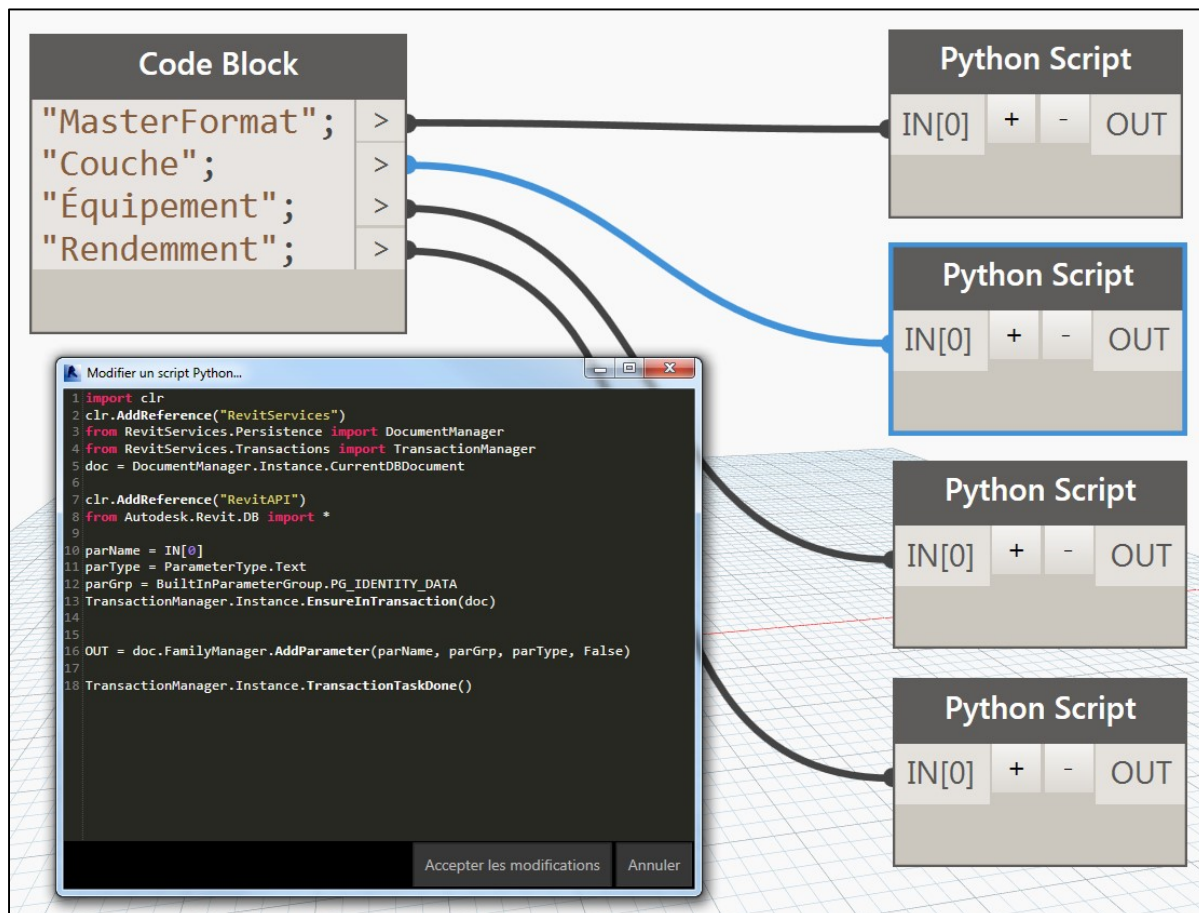 Code Block
"MasterFormat"; >
"Couche"; >
"Équipement"; >
"Rendemment"; >
Python Script
IN[0] + - OUT
Python Script
IN[0] + - OUT
Python Script
IN[0] + - OUT
Python Script
IN[0] + - OUT
Modifier un script Python...
1 import clr
2 clr.AddReference("RevitServices")
3 from RevitServices.Persistence import DocumentManager
4 from RevitServices.Transactions import TransactionManager
5 doc = DocumentManager.Instance.CurrentDBDocument
6
7 clr.AddReference("RevitAPI")
8 from Autodesk.Revit.DB import *
9
10 parName = IN[0]
11 parType = ParameterType.Text
12 parGrp = BuiltInParameterGroup.PG_IDENTITY_DATA
13 TransactionManager.Instance.EnsureInTransaction(doc)
14
15
16 OUT = doc.FamilyManager.AddParameter(parName, parGrp, parType, False)
17
18 TransactionManager.Instance.TransactionTaskDone()
Accepter les modifications Annuler